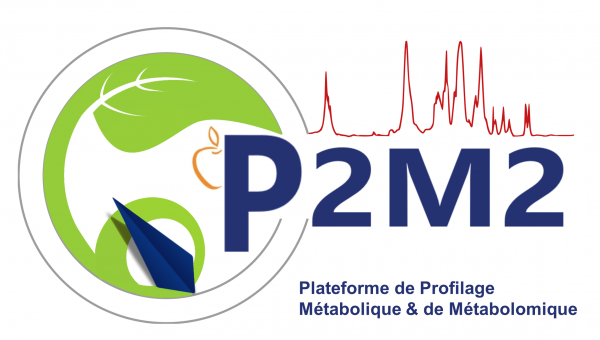 P2M2
Plateforme de Profilage
Métabolique & de Métabolomique